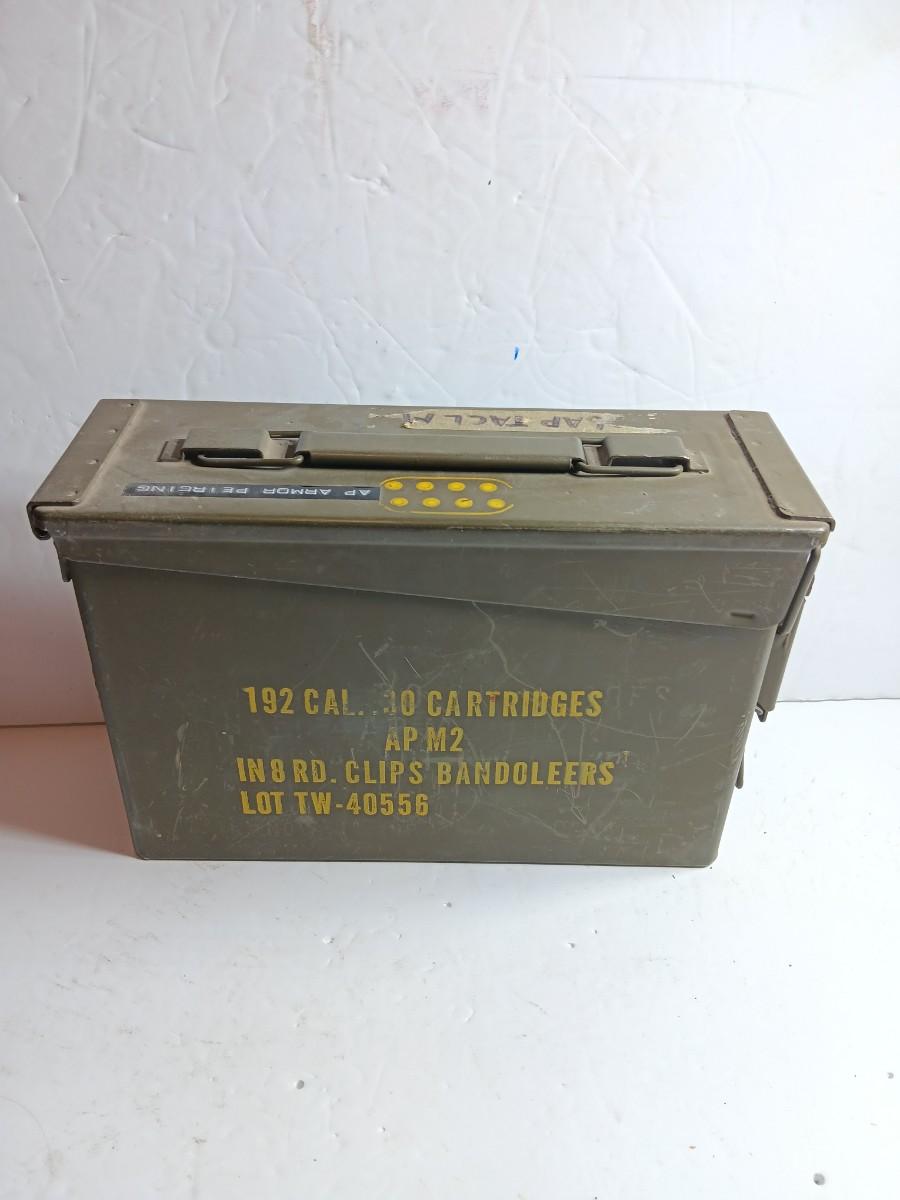 AP ARMOR PEIRCING
192 CAL. .30 CARTRIDGES
AP M2
IN 8 RD. CLIPS BANDOLEERS
LOT TW-40556